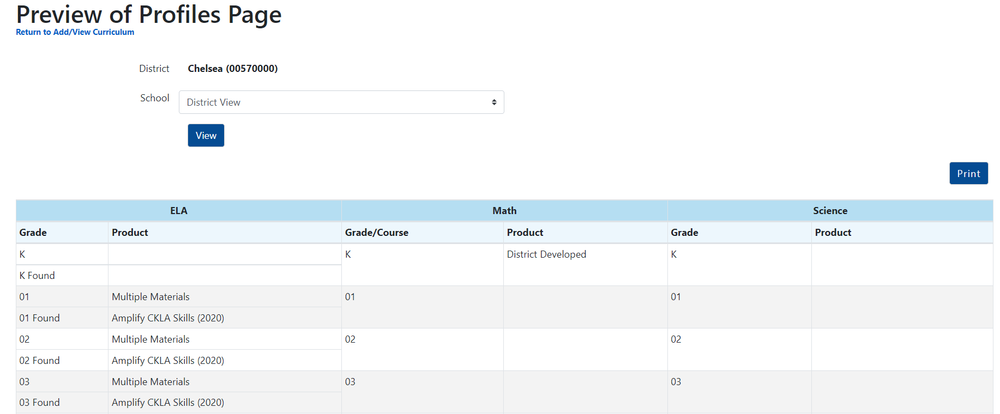 Preview of Profiles Page
Return to Add/View Curriculum
District Chelsea (00570000)
School District View
View
Print
ELA Math Science
Grade Product Grade/Course Product Grade Product
K K District Developed K
K Found
01 Multiple Materials 01 01
01 Found Amplify CKLA Skills (2020)
02 Multiple Materials 02 02
02 Found Amplify CKLA Skills (2020)
03 Multiple Materials 03 03
03 Found Amplify CKLA Skills (2020)